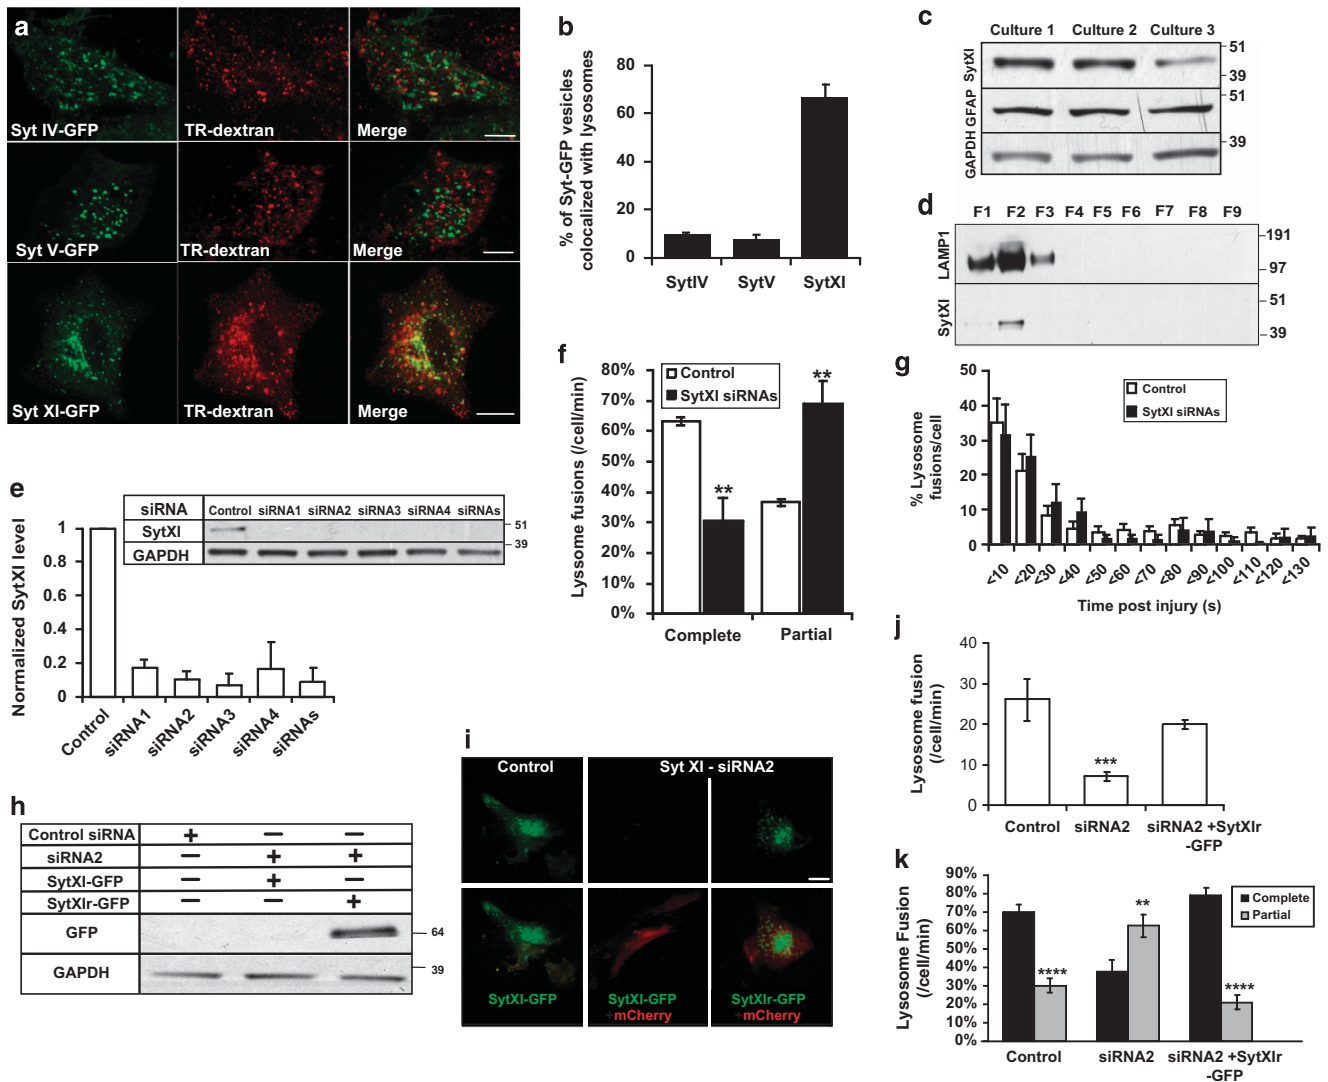 a
Syt IV-GFP
TR-dextran
Merge
Syt V-GFP
TR-dextran
Merge
Syt XI-GFP
TR-dextran
Merge
b
% of Syt-GFP vesicles
colocalized with lysosomes
80
60
40
20
0
SytIV
SytV
SytXI
c
Culture 1 Culture 2 Culture 3
SytXI
GFAP
GAPDH
51
39
51
39
d
F1 F2 F3 F4 F5 F6 F7 F8 F9
LAMP1
SytXI
191
97
51
39
e
siRNA Control siRNA1 siRNA2 siRNA3 siRNA4 siRNAs
SytXI
GAPDH
51
39
Normalized SytXI level
1
0.8
0.6
0.4
0.2
0
Control
siRNA1
siRNA2
siRNA3
siRNA4
siRNAs
f
Lyssome fusions (/cell/min)
80%
70%
60%
50%
40%
30%
20%
10%
0%
Control
SytXI siRNAs
**
**
Complete
Partial
g
% Lysosome
fusions/cell
50
40
30
20
10
0
Control
SytXI siRNAs
<10 <20 <30 <40 <50 <60 <70 <80 <90 <100 <110 <120 <130
Time post injury (s)
h
Control siRNA + – –
siRNA2 – + +
SytXI-GFP – + –
SytXIr-GFP – – +
GFP
GAPDH
64
39
i
Control
Syt XI - siRNA2
SytXI-GFP
SytXI-GFP
+mCherry
SytXIr-GFP
+mCherry
j
Lysosome fusion
(/cell/min)
40
30
20
10
0
***
Control
siRNA2
siRNA2 +SytXIr
-GFP
k
Lysosome Fusion
(/cell/min)
90%
80%
70%
60%
50%
40%
30%
20%
10%
0%
Complete
Partial
****
**
****
Control
siRNA2
siRNA2 +SytXIr
-GFP